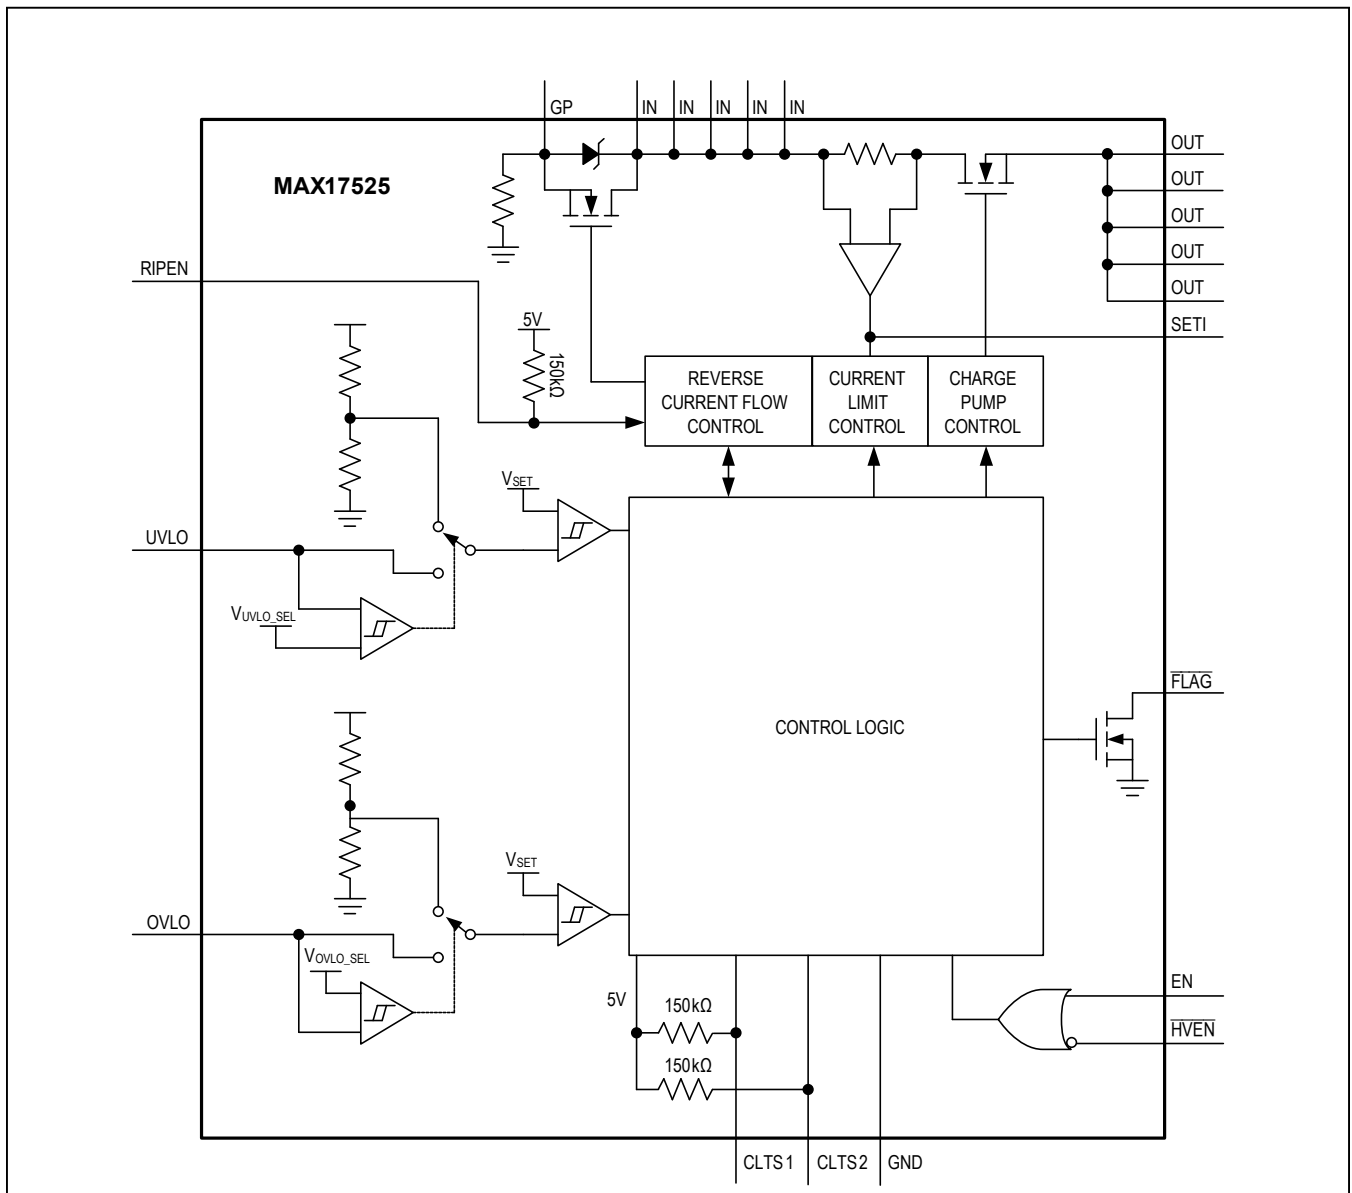 GP
IN
IN
IN
IN
IN
MAX17525
OUT
OUT
OUT
OUT
OUT
SETI
RIPEN
5V
150kΩ
REVERSE
CURRENT FLOW
CONTROL
CURRENT
LIMIT
CONTROL
CHARGE
PUMP
CONTROL
VSET
UVLO
VUVLO_SEL
FLAG
CONTROL LOGIC
VSET
OVLO
VOVLO_SEL
5V
150kΩ
150kΩ
EN
HVEN
CLTS1
CLTS2
GND